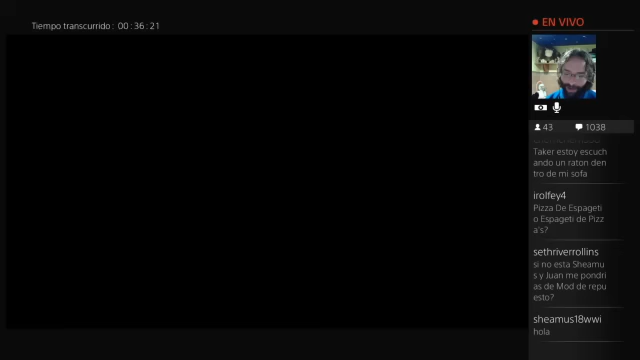 Tiempo transcurrido: 00:36:21
EN VIVO
43 1038
Taker estoy escuch
ando un raton den
tro de mi sofa
irolfey4
Pizza De Espageti
o Espageti de Pizz
a's?
sethriverrollins
si no esta Sheamu
s y Juan me pondri
as de Mod de repu
esto?
sheamus18wwi
hola